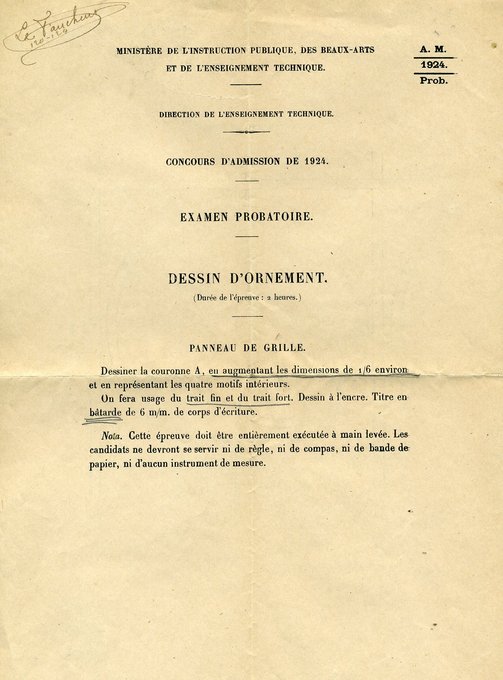 Le Faucheur
120-124
MINISTÈRE DE L'INSTRUCTION PUBLIQUE, DES BEAUX-ARTS
ET DE L'ENSEIGNEMENT TECHNIQUE.
A. M.
1924.
Prob.
DIRECTION DE L'ENSEIGNEMENT TECHNIQUE.
CONCOURS D'ADMISSION DE 1924.
EXAMEN PROBATOIRE.
DESSIN D'ORNEMENT.
(Durée de l'épreuve : 2 heures.)
PANNEAU DE GRILLE.
Dessiner la couronne A, en augmentant les dimensions de 1/6 environ
et en représentant les quatre motifs intérieurs.
On fera usage du trait fin et du trait fort. Dessin à l'encre. Titre en
bâtarde de 6 m/m. de corps d'écriture.
Nota. Cette épreuve doit être entièrement exécutée à main levée. Les
candidats ne devront se servir ni de règle, ni de compas, ni de bande de
papier, ni d'aucun instrument de mesure.